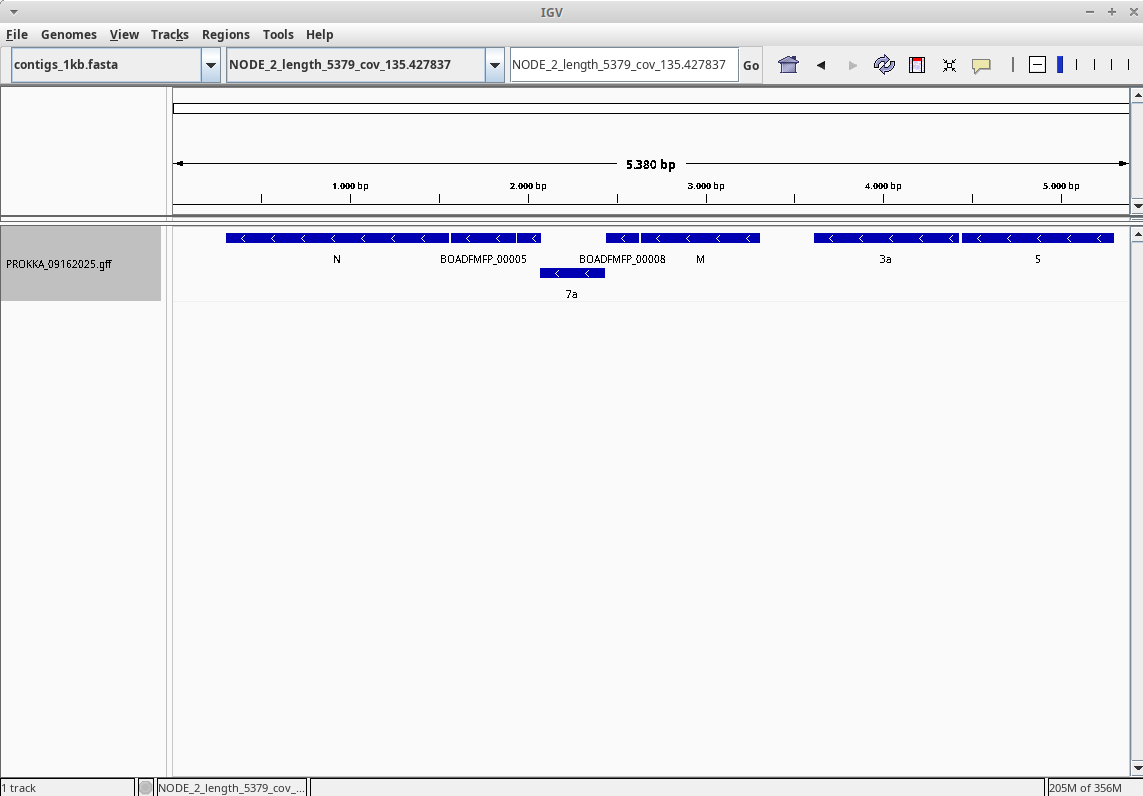 IGV
File Genomes View Tracks Regions Tools Help
contigs_1kb.fasta NODE_2_length_5379_cov_135.427837 NODE_2_length_5379_cov_135.427837 Go
5.380 bp
1.000 bp 2.000 bp 3.000 bp 4.000 bp 5.000 bp
PROKKA_09162025.gff
N BOADFMFP_00005 BOADFMFP_00008 M 3a 5
7a
1 track NODE_2_length_5379_cov_... 205M of 356M